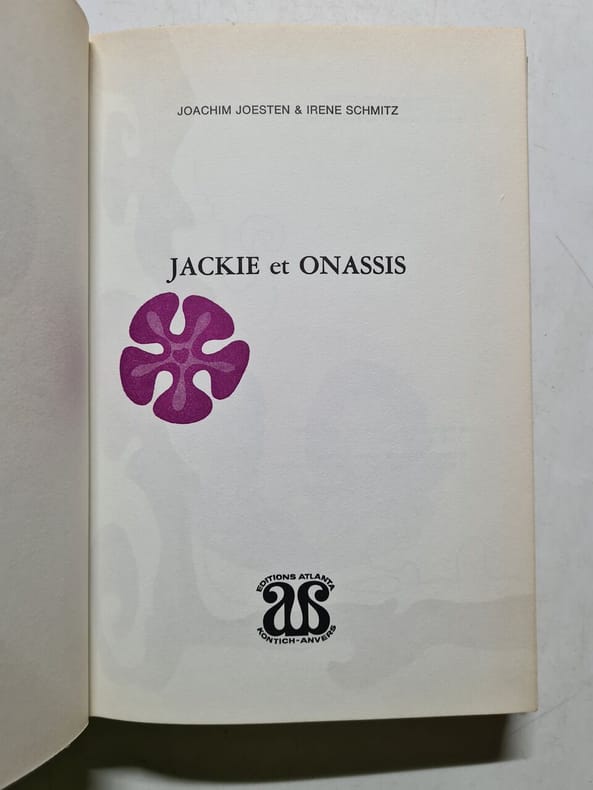 JOACHIM JOESTEN & IRENE SCHMITZ
JACKIE et ONASSIS
EDITIONS ATLANTA
KONTICH-ANVERS